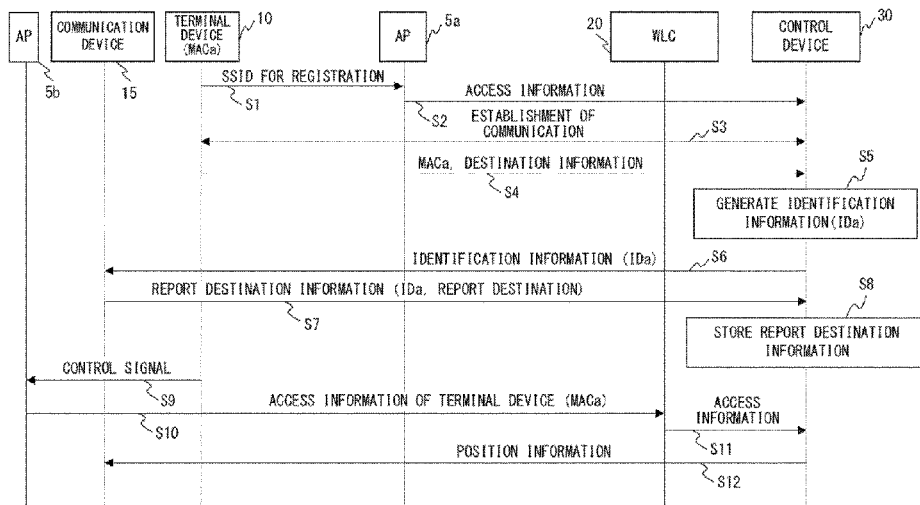 10
5a
20
30
AP
COMMUNICATION
DEVICE
TERMINAL
DEVICE
(MACa)
AP
WLC
CONTROL
DEVICE
5b
15
SSID FOR REGISTRATION
S1
ACCESS INFORMATION
S2
ESTABLISHMENT OF
COMMUNICATION
S3
MACa, DESTINATION INFORMATION
S4
S5
GENERATE IDENTIFICATION
INFORMATION(IDa)
IDENTIFICATION INFORMATION (IDa)
S6
REPORT DESTINATION INFORMATION (IDa, REPORT DESTINATION)
S7
S8
STORE REPORT DESTINATION
INFORMATION
CONTROL SIGNAL
S9
ACCESS INFORMATION OF TERMINAL DEVICE (MACa)
S10
ACCESS
INFORMATION
S11
POSITION INFORMATION
S12